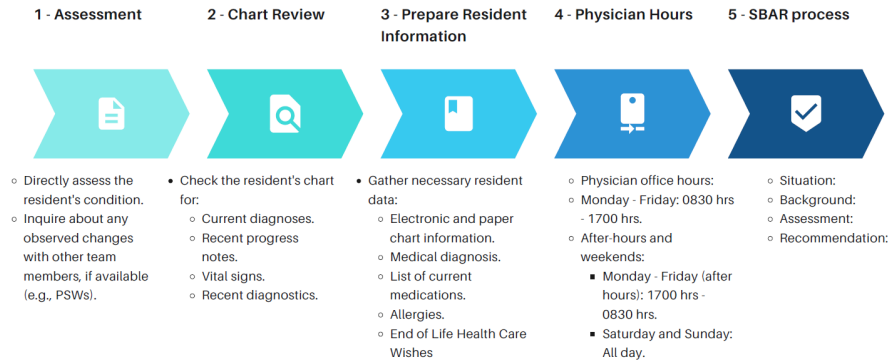 1 - Assessment
2 - Chart Review
3 - Prepare Resident
Information
4 - Physician Hours
5 - SBAR process
Directly assess the
resident's condition.
Inquire about any
observed changes
with other team
members, if available
(e.g., PSWs).
Check the resident's chart
for:
Current diagnoses.
Recent progress
notes.
Vital signs.
Recent diagnostics.
Gather necessary resident
data:
Electronic and paper
chart information.
Medical diagnosis.
List of current
medications.
Allergies.
End of Life Health Care
Wishes
Physician office hours:
Monday - Friday: 0830 hrs
- 1700 hrs.
After-hours and
weekends:
Monday - Friday (after
hours): 1700 hrs -
0830 hrs.
Saturday and Sunday:
All day.
Situation:
Background:
Assessment:
Recommendation: